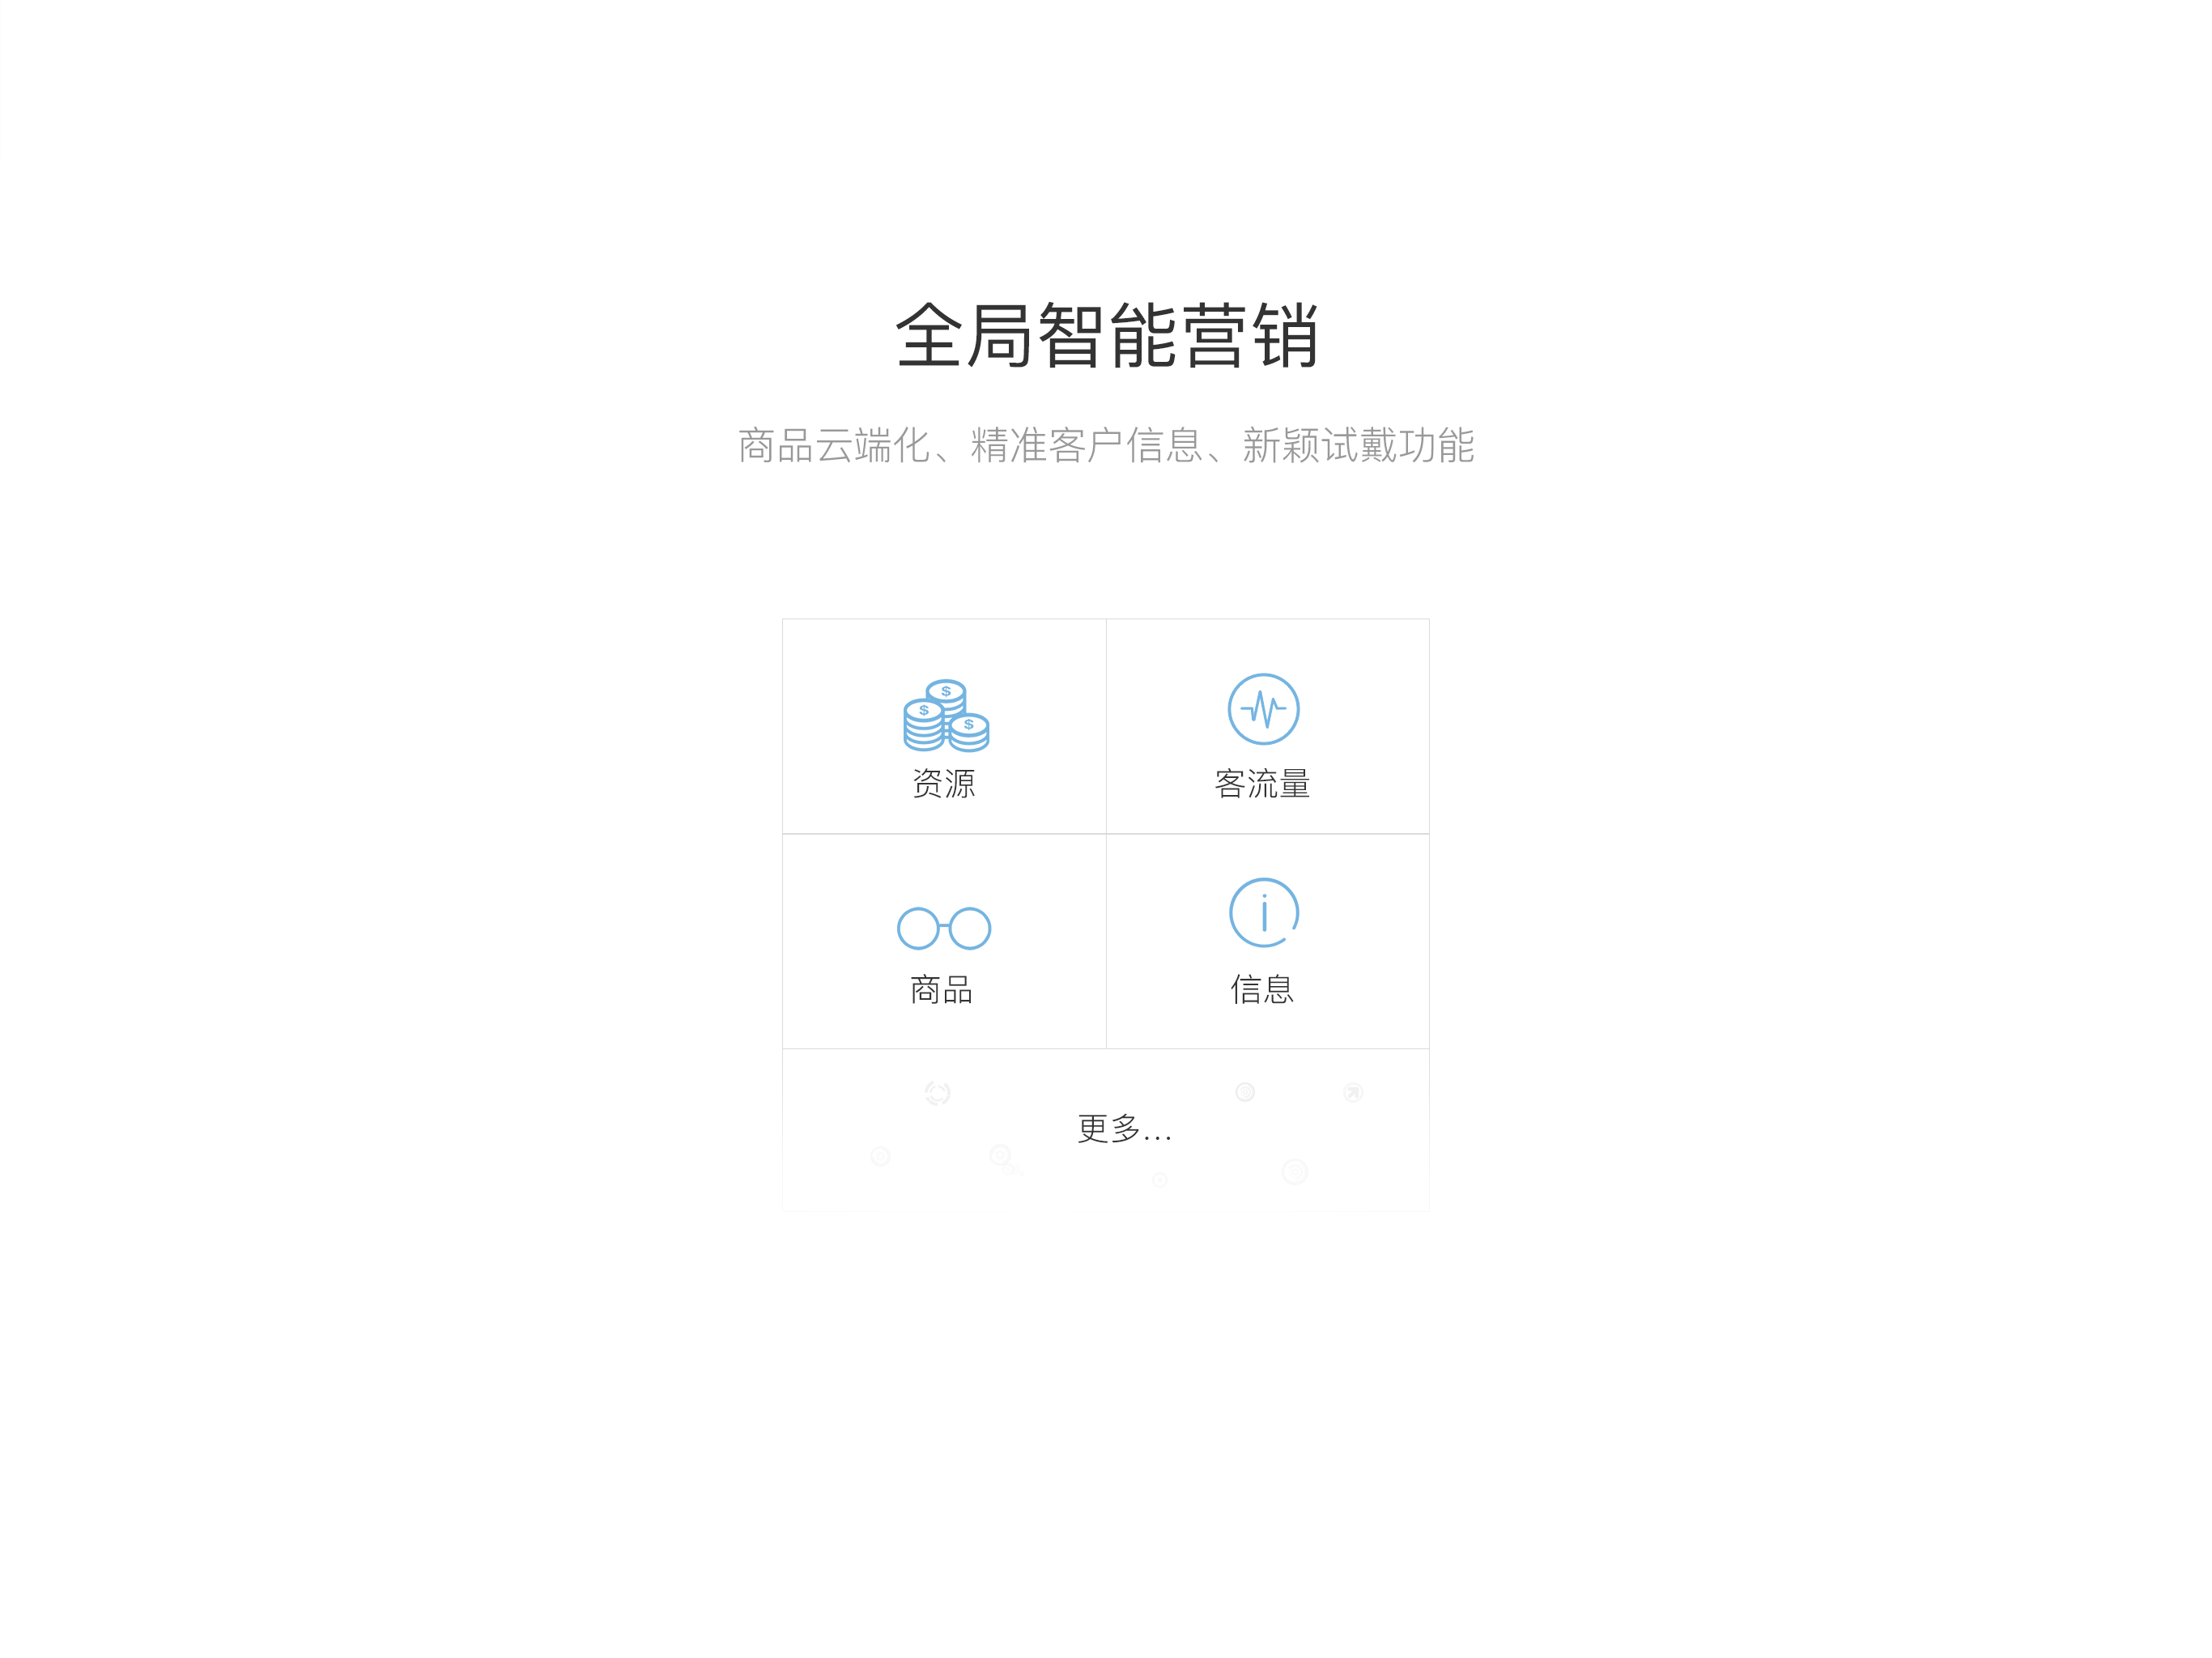 全局智能营销
商品云端化、精准客户信息、新颖试戴功能
资源
客流量
商品
信息
更多...